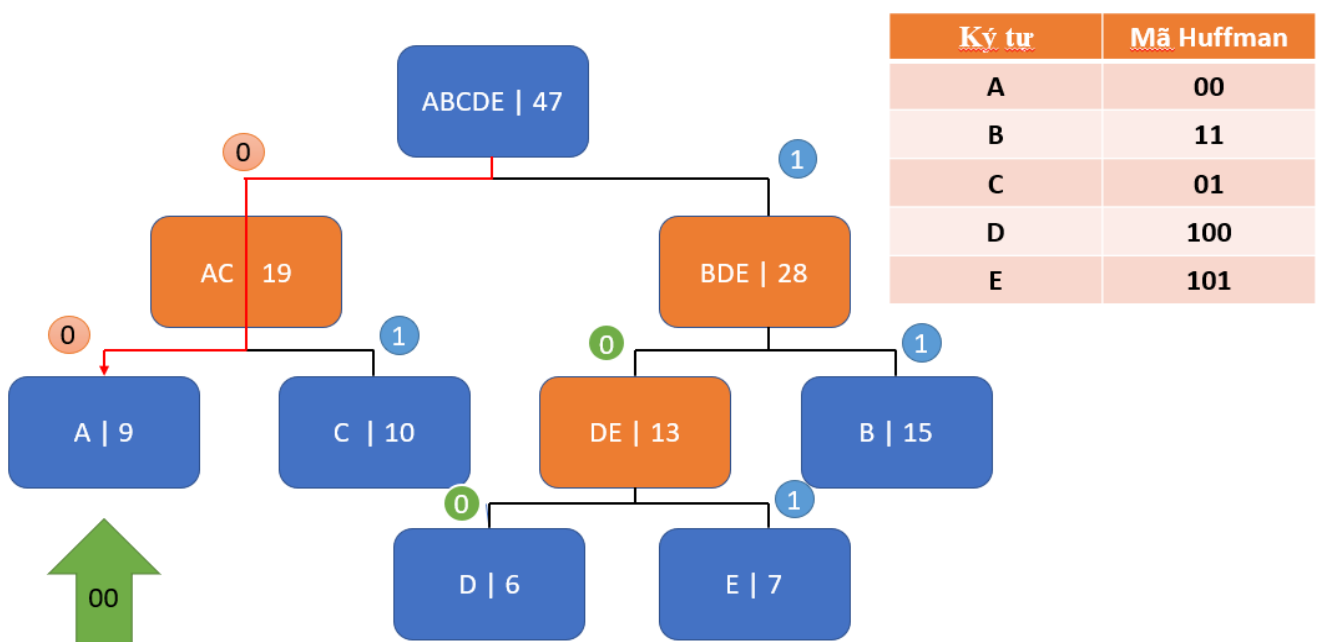 Ký tự Mã Huffman
A 00
B 11
C 01
D 100
E 101
ABCDE | 47
0 1
AC 19 BDE | 28
0 1 0 1
A | 9 C | 10 DE | 13 B | 15
0 1
D | 6 E | 7
00